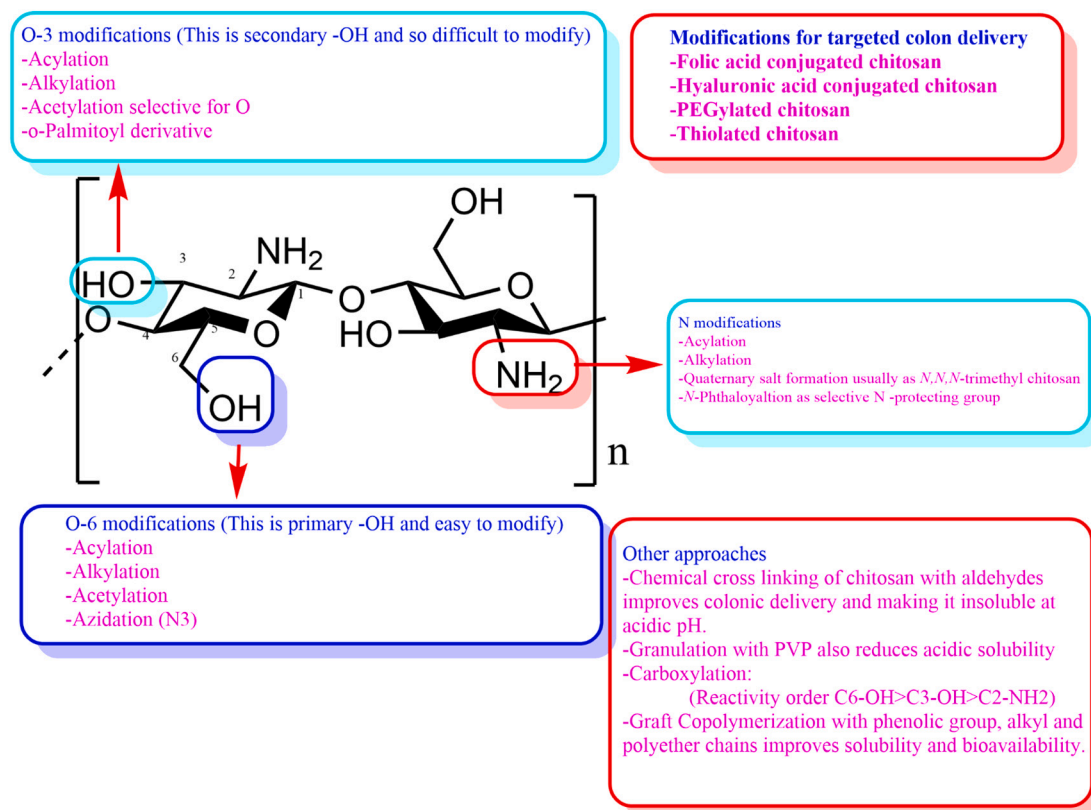 O-3 modifications (This is secondary -OH and so difficult to modify)
-Acylation
-Alkylation
-Acetylation selective for O
-o-Palmitoyl derivative
Modifications for targeted colon delivery
-Folic acid conjugated chitosan
-Hyaluronic acid conjugated chitosan
-PEGylated chitosan
-Thiolated chitosan
OH
NH2
3
2
HO
1
O
O
O
4
5
O
HO
6
NH2
OH
n
N modifications
-Acylation
-Alkylation
-Quaternary salt formation usually as N,N,N-trimethyl chitosan
-N-Phthaloyaltion as selective N -protecting group
O-6 modifications (This is primary -OH and easy to modify)
-Acylation
-Alkylation
-Acetylation
-Azidation (N3)
Other approaches
-Chemical cross linking of chitosan with aldehydes
improves colonic delivery and making it insoluble at
acidic pH.
-Granulation with PVP also reduces acidic solubility
-Carboxylation:
(Reactivity order C6-OH>C3-OH>C2-NH2)
-Graft Copolymerization with phenolic group, alkyl and
polyether chains improves solubility and bioavailability.